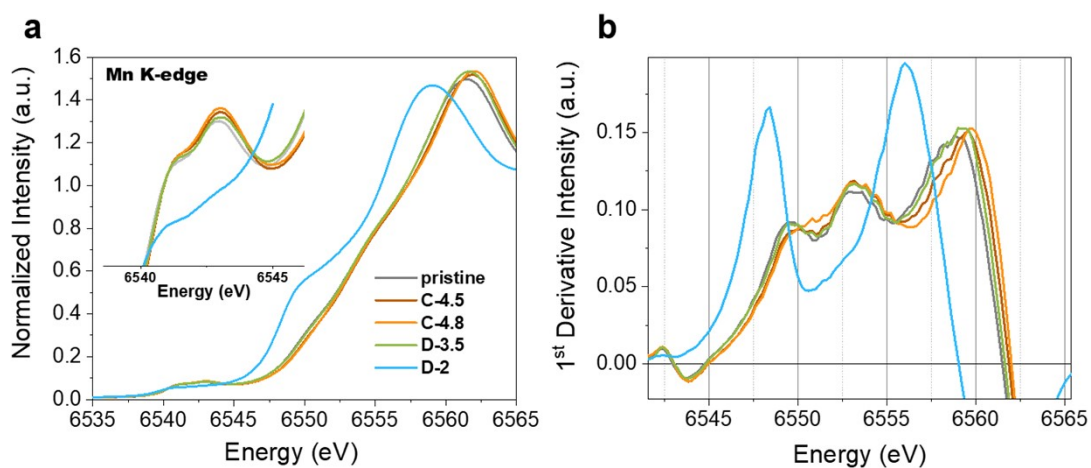 a
Mn K-edge
Normalized Intensity (a.u.)
1.6
1.4
1.2
1.0
0.8
0.6
0.4
0.2
0.0
6540 6545
Energy (eV)
pristine
C-4.5
C-4.8
D-3.5
D-2
6535 6540 6545 6550 6555 6560 6565
Energy (eV)
b
1st Derivative Intensity (a.u.)
0.15
0.10
0.05
0.00
6545 6550 6555 6560 6565
Energy (eV)